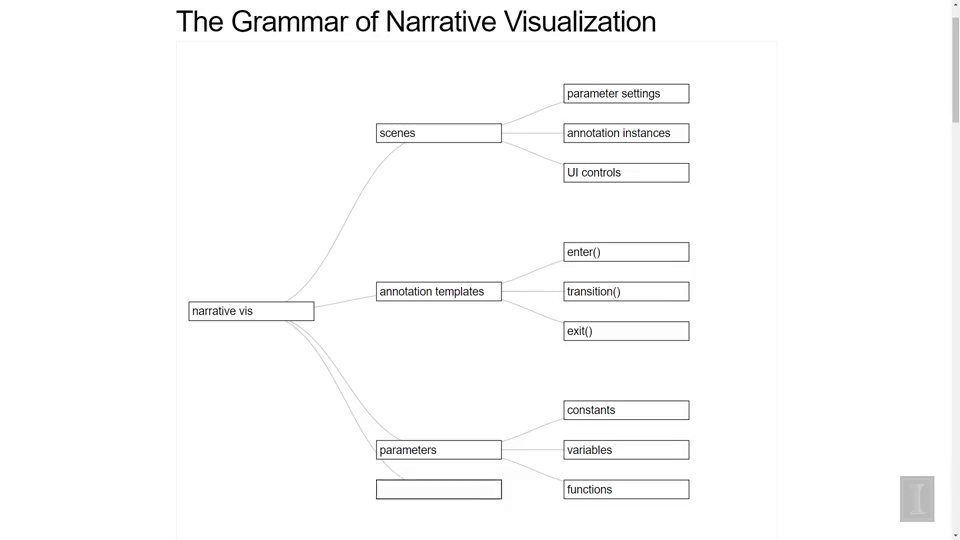 The Grammar of Narrative Visualization
parameter settings
scenes
annotation instances
UI controls
enter()
annotation templates
transition()
narrative vis
exit()
constants
parameters
variables
functions
I